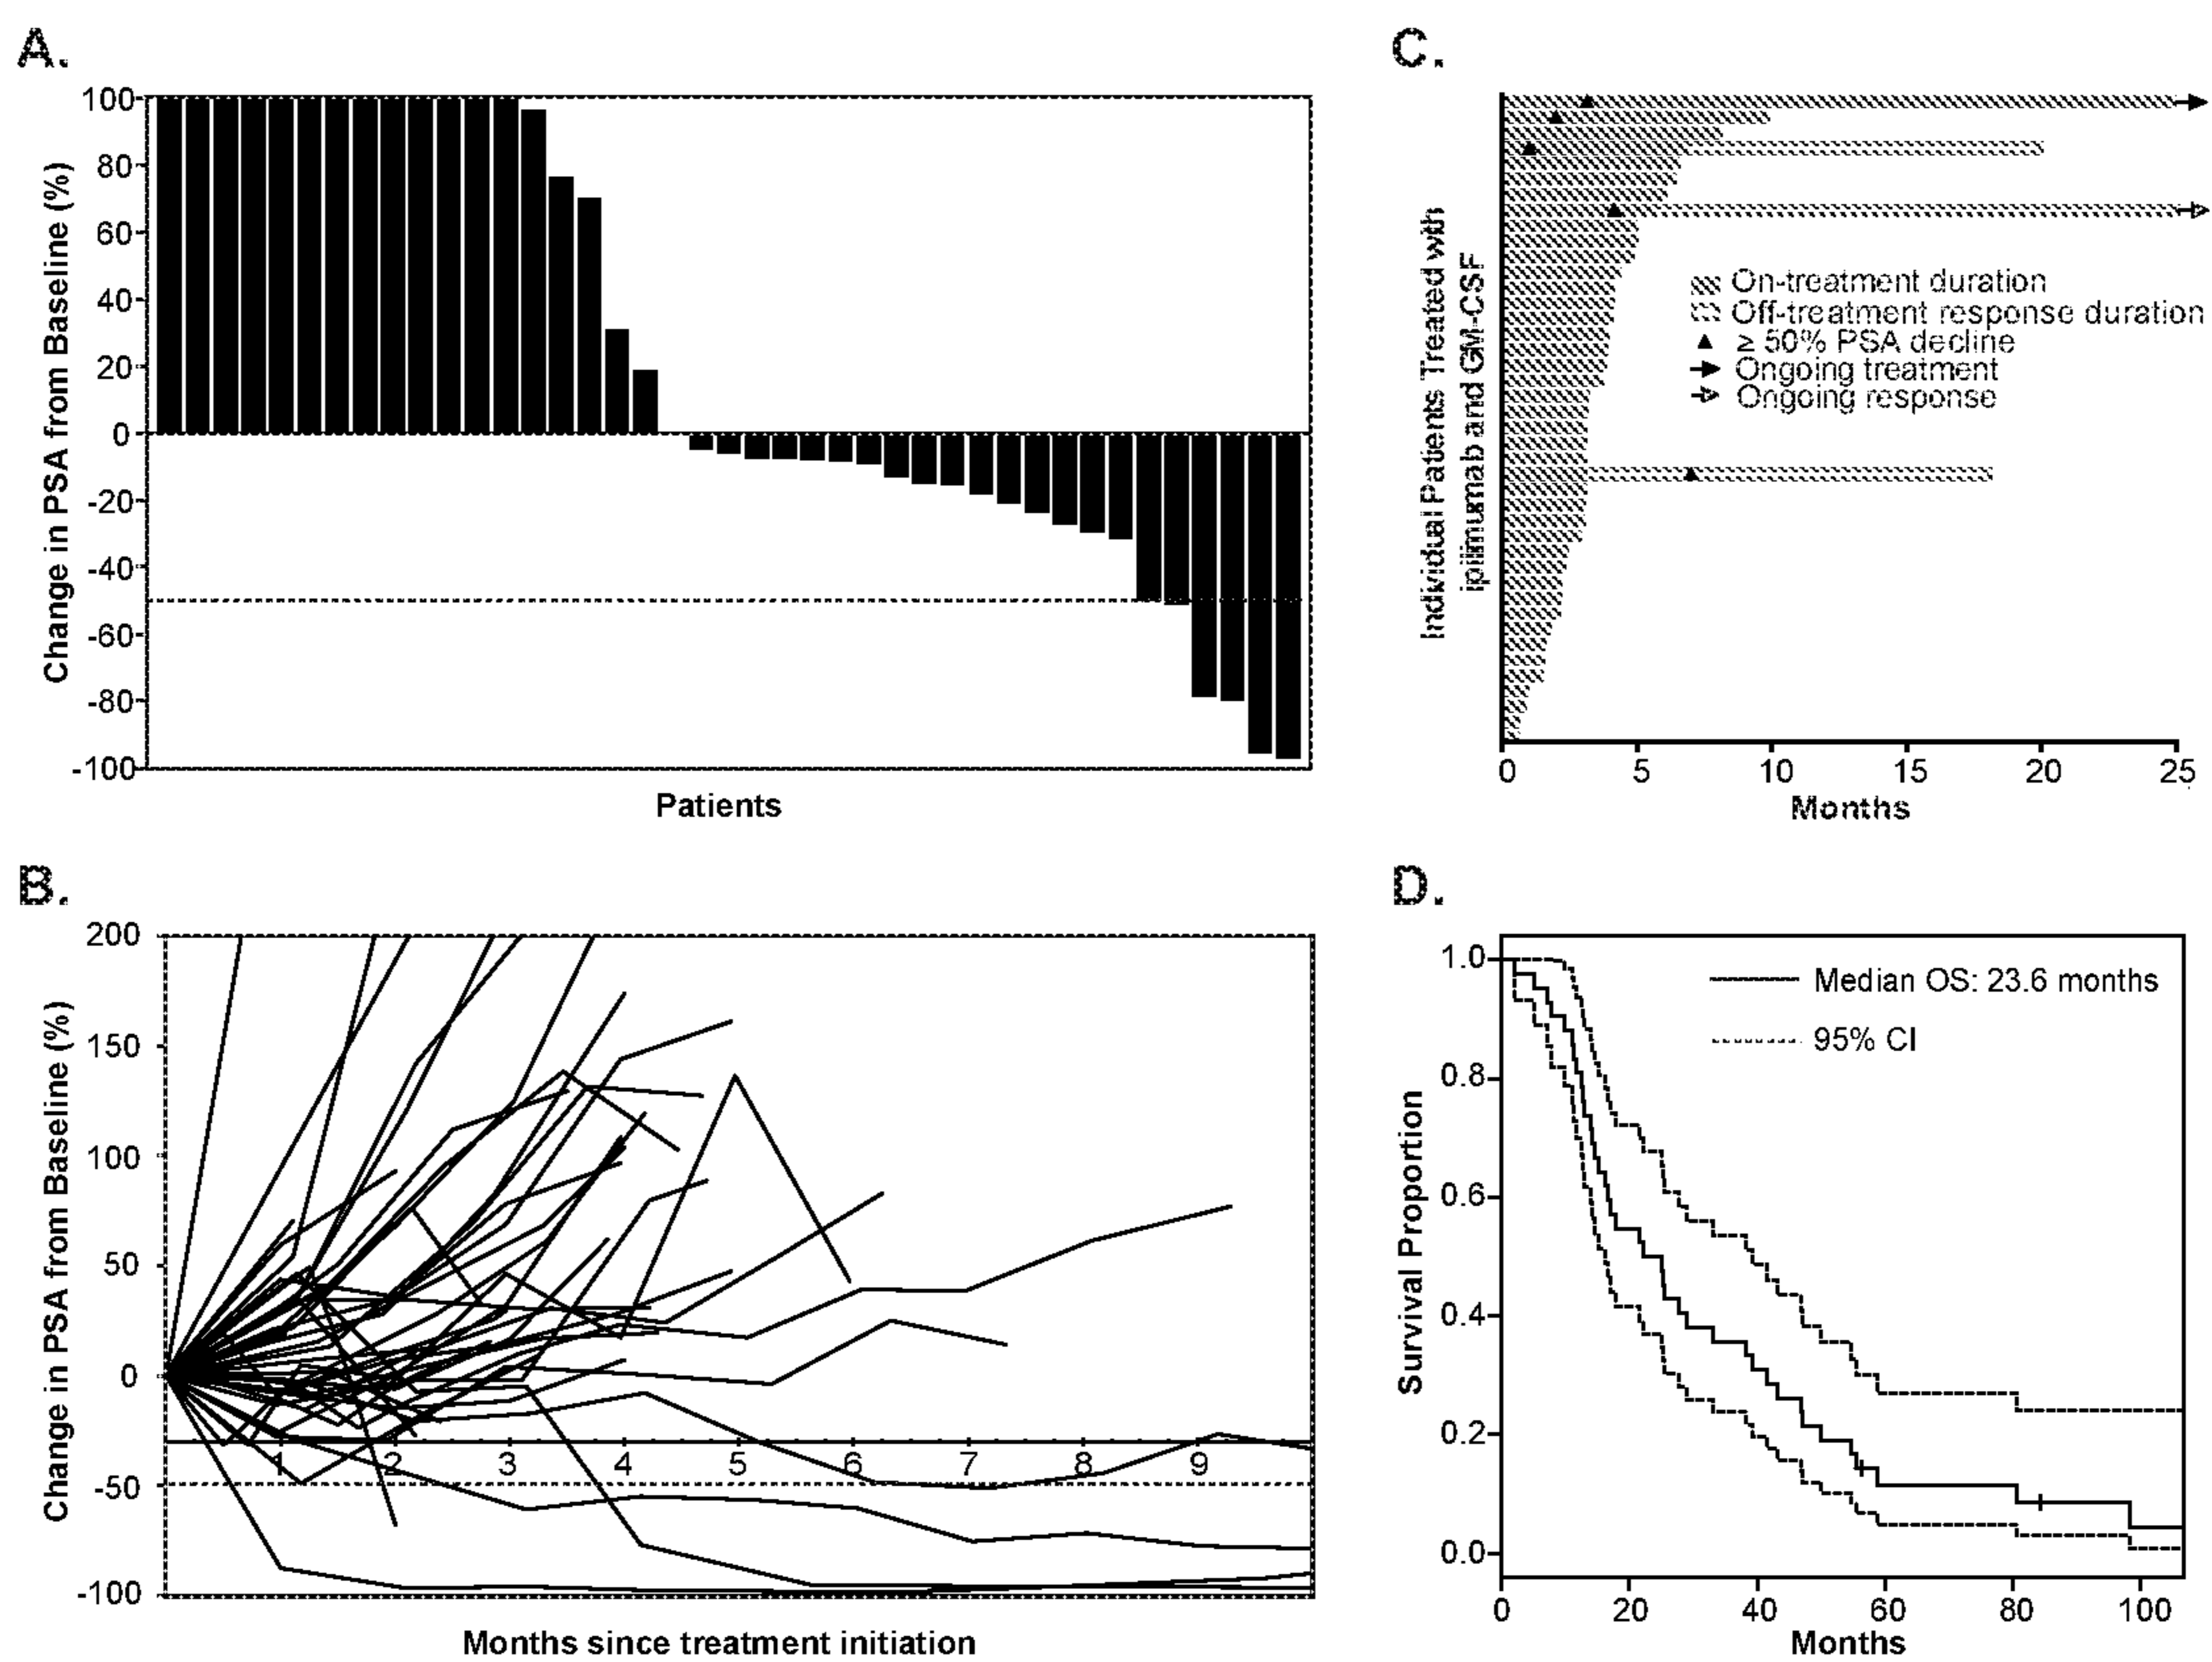 A.
100
80
60
40
20
0
-20
-40
-60
-80
-100
Change in PSA from Baseline (%)
Patients
B.
200
150
100
50
0
-50
-100
Change in PSA from Baseline (%)
1 2 3 4 5 6 7 8 9
Months since treatment initiation
C.
Individual Patients Treated with
ipilimumab and GM-CSF
On-treatment duration
Off-treatment response duration
≥ 50% PSA decline
Ongoing treatment
Ongoing response
0 5 10 15 20 25
Months
D.
1.0
0.8
0.6
0.4
0.2
0.0
Survival Proportion
Median OS: 23.6 months
95% CI
0 20 40 60 80 100
Months